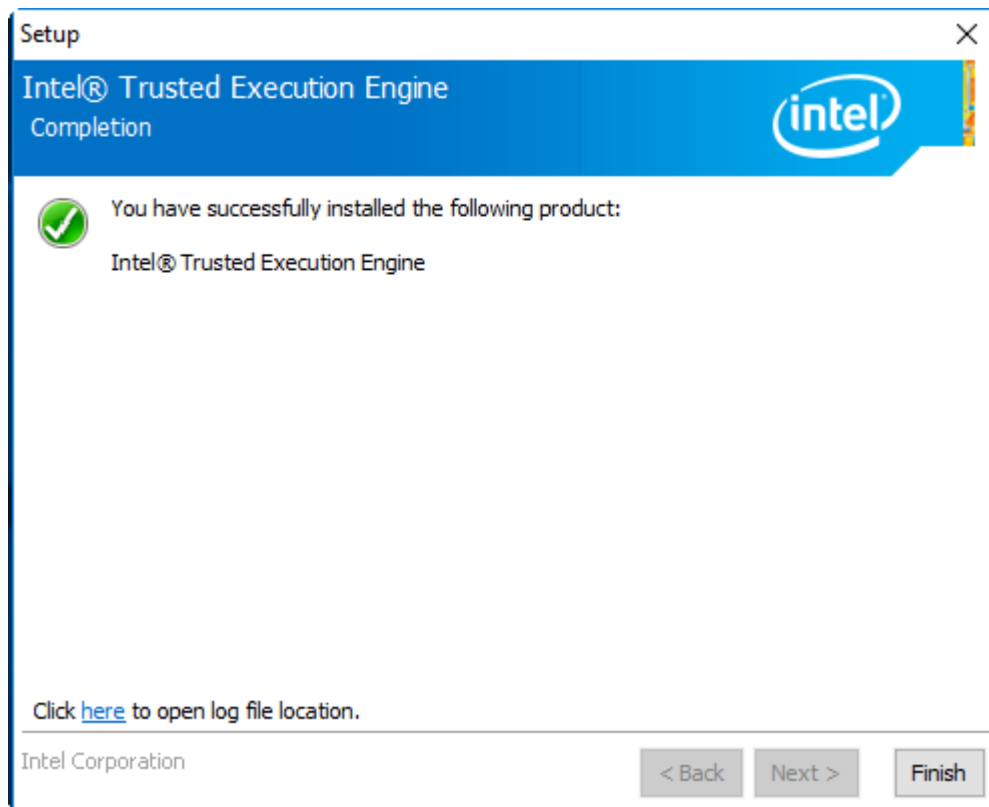 Setup
Intel® Trusted Execution Engine
Completion
intel
You have successfully installed the following product:
Intel® Trusted Execution Engine
Click here to open log file location.
Intel Corporation
< Back
Next >
Finish